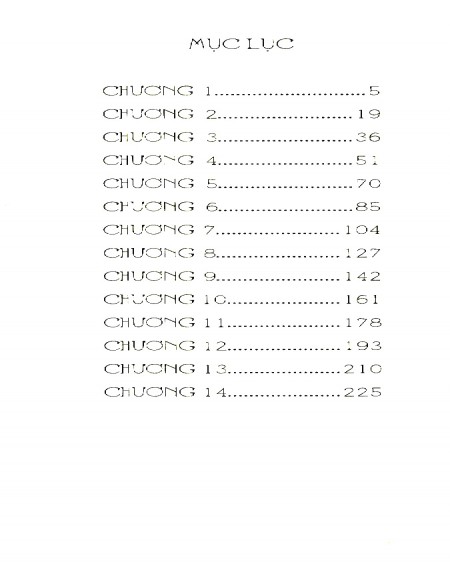 MỤC LỤC
CHƯƠNG 1............................5
CHƯƠNG 2.........................19
CHƯƠNG 3.........................36
CHƯƠNG 4.........................51
CHƯƠNG 5.........................70
CHƯƠNG 6.........................85
CHƯƠNG 7.......................104
CHƯƠNG 8.......................127
CHƯƠNG 9.......................142
CHƯƠNG 10.....................161
CHƯƠNG 11.....................178
CHƯƠNG 12.....................193
CHƯƠNG 13.....................210
CHƯƠNG 14.....................225